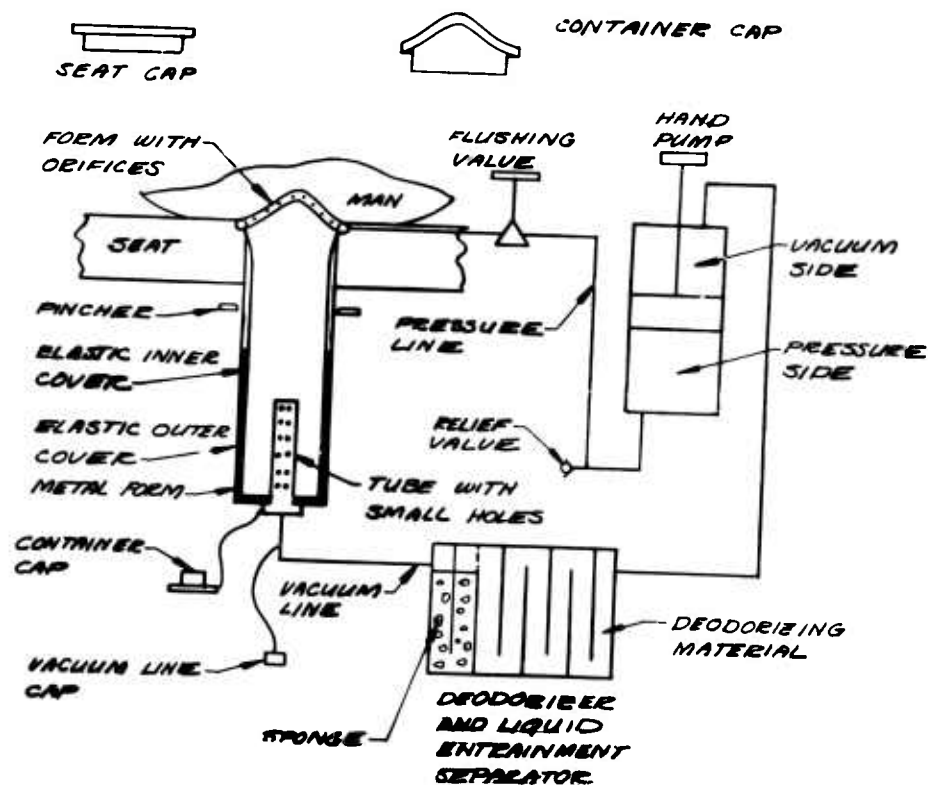 SEAT CAP
CONTAINER CAP
FORM WITH
ORIFICES
FLUSHING
VALUE
HAND
PUMP
MAN
SEAT
VACUUM
SIDE
PINCHER
PRESSURE
LINE
PRESSURE
SIDE
ELASTIC INNER
COVER
ELASTIC OUTER
COVER
RELIEF
VALUE
METAL FORM
TUBE WITH
SMALL HOLES
CONTAINER
CAP
VACUUM
LINE
DEODORIZING
MATERIAL
VACUUM LINE
CAP
SPONGE
DEODORIZER
AND LIQUID
ENTRAINMENT
SEPARATOR